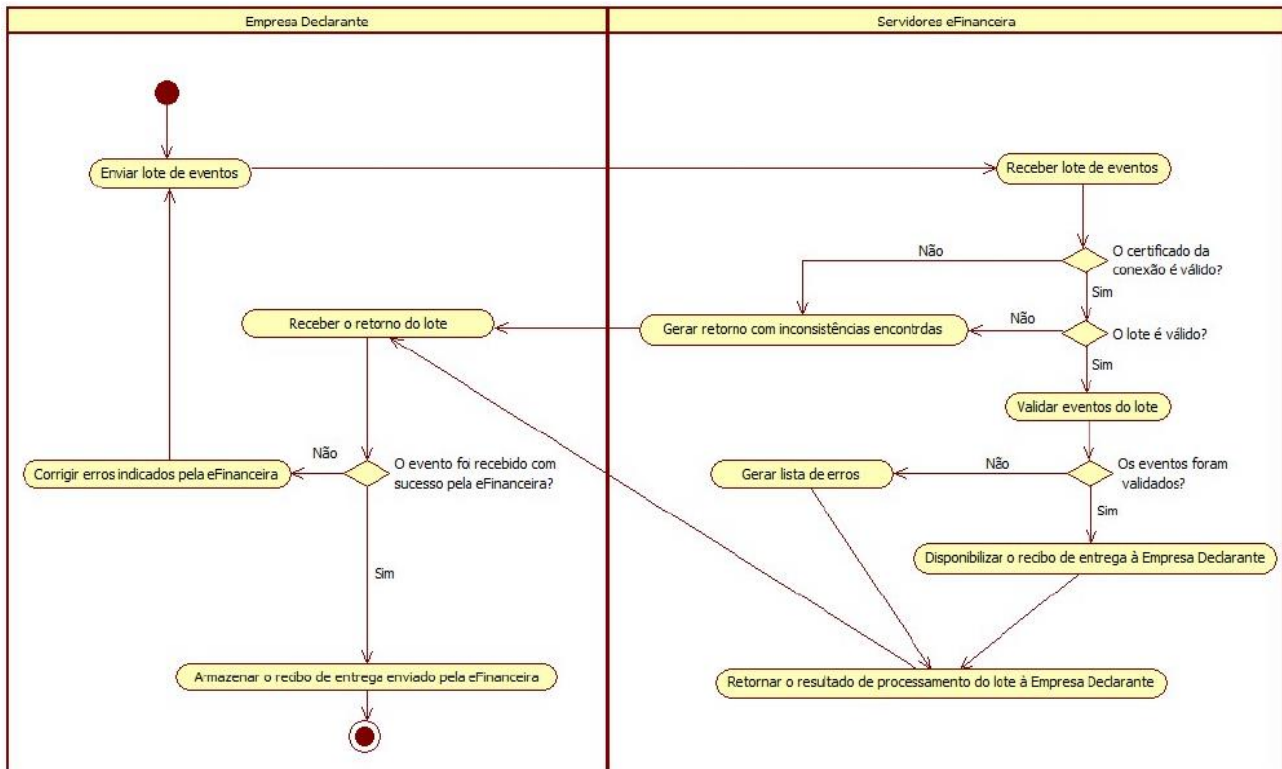 Empresa Declarante
Servidores eFinanceira
Enviar lote de eventos
Receber lote de eventos
Não
O certificado da
conexão é válido?
Sim
Receber o retorno do lote
Gerar retorno com inconsistências encontrdas
Não
O lote é válido?
Sim
Validar eventos do lote
Corrigir erros indicados pela eFinanceira
Não
O evento foi recebido com
sucesso pela eFinanceira?
Gerar lista de erros
Não
Os eventos foram
validados?
Sim
Disponibilizar o recibo de entrega à Empresa Declarante
Sim
Armazenar o recibo de entrega enviado pela eFinanceira
Retornar o resultado de processamento do lote à Empresa Declarante